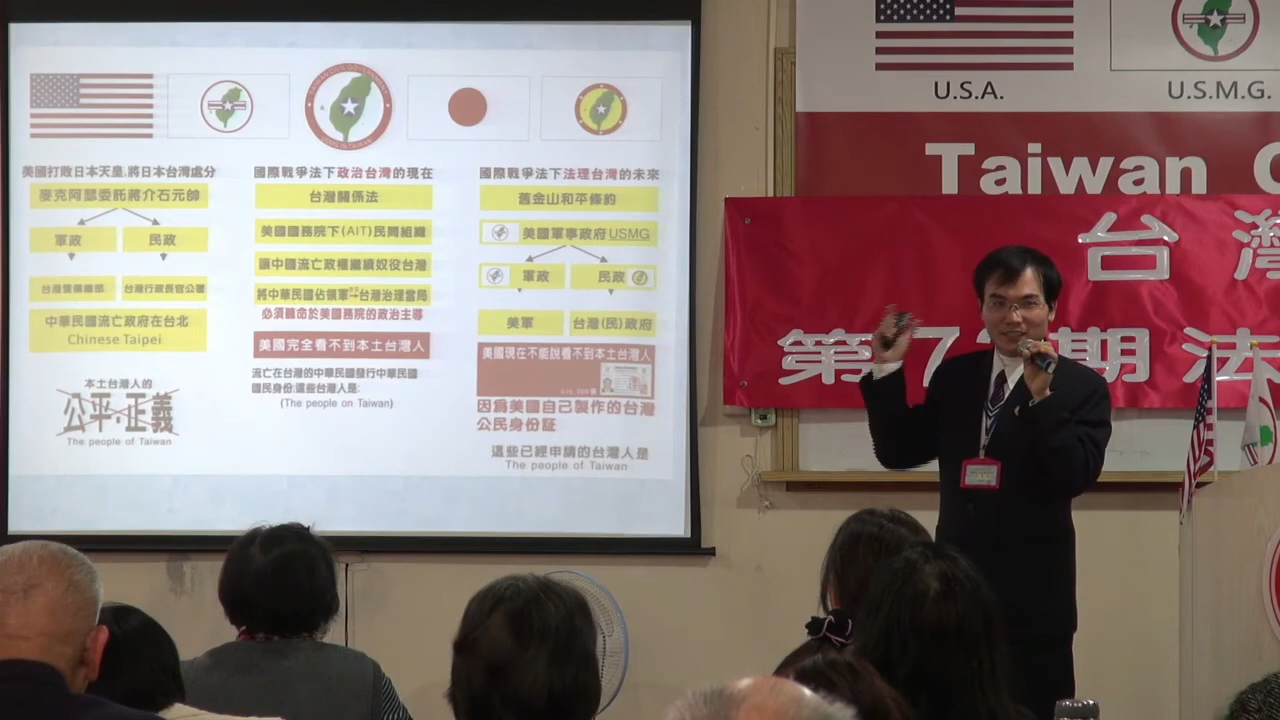 美國打敗日本天皇,將日本台灣處分
麥克阿瑟委託蔣介石元帥
軍政
民政
台灣行政長官公署
中華民國流亡政府在台北
Chinese Taipei
本土台灣人的
公平.正義
The people of Taiwan
國際戰爭法下政治台灣的現在
台灣關係法
美國國務院下(AIT)民間組織
讓中國流亡政權繼續奴役台灣
將中華民國佔領軍
台灣治理當局
必須聽命於美國國務院的政治主導
美國完全看不到本土台灣人
流亡在台灣的中華民國發行中華民國
國民身份;這些台灣人是:
(The people on Taiwan)
國際戰爭法下法理台灣的未來
舊金山和平條約
美國軍事政府USMG
軍政
民政
美軍
台灣(民)政府
美國現在不能說看不到本土台灣人
因為美國自己製作的台灣
公民身份証
這些已經申請的台灣人是
The people of Taiwan
U.S.A.
U.S.M.G.
Taiwan C
台灣
第7
期法